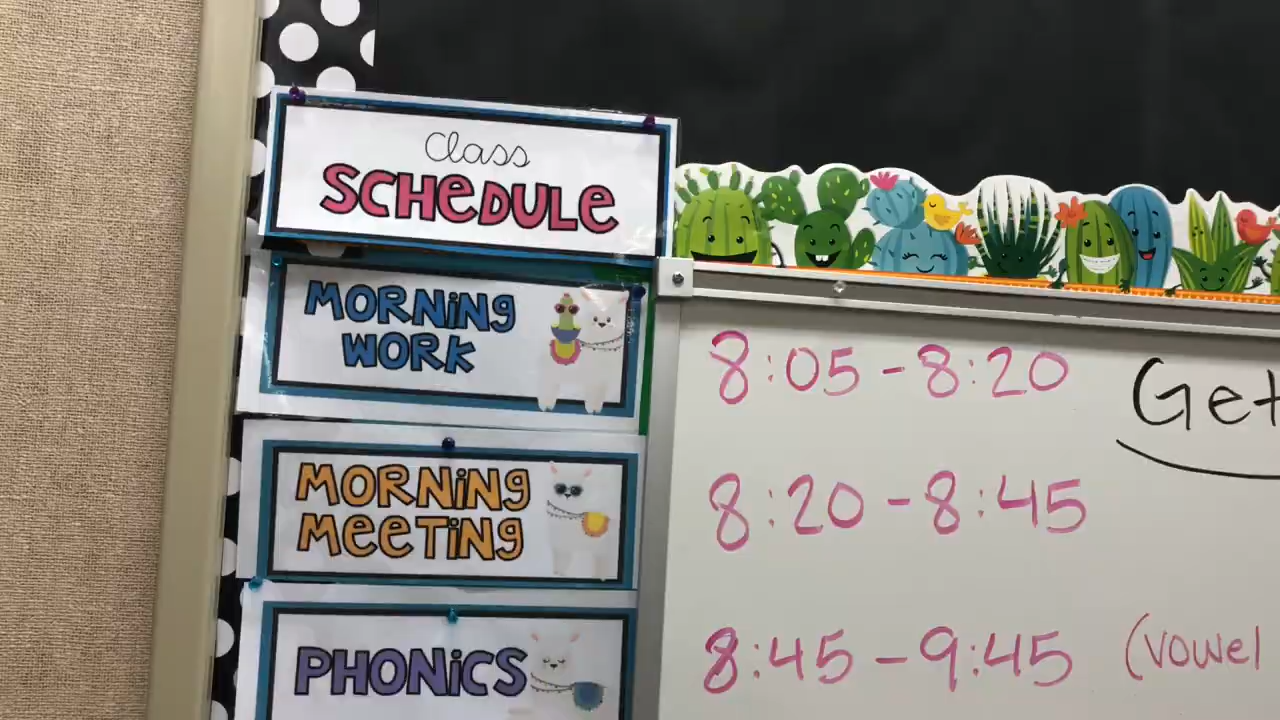 Class
SCHEDULE
MORNING
WORK
8:05 - 8:20
Get
MORNING
MEETING
8:20 - 8:45
PHONICS
8:45 - 9:45
(vowel